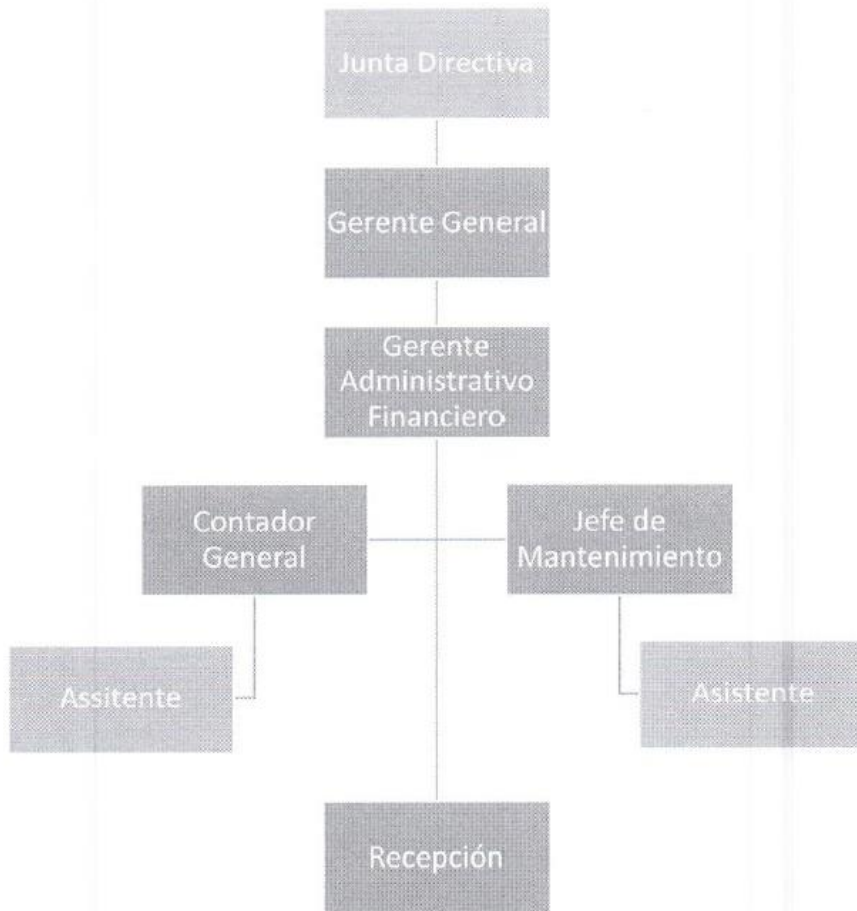 Junta Directiva
Gerente General
Gerente
Administrativo
Financiero
Contador
General
Jefe de
Mantenimiento
Assitente
Asistente
Recepción